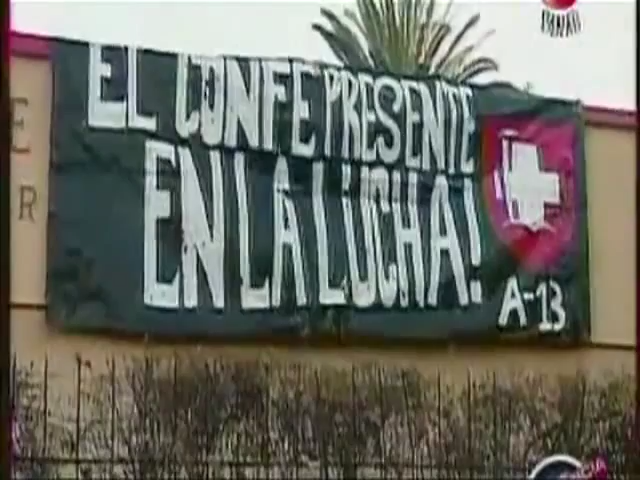 EL CONFE PRESENTE
EN LA LUCHA!
A-13
E
R